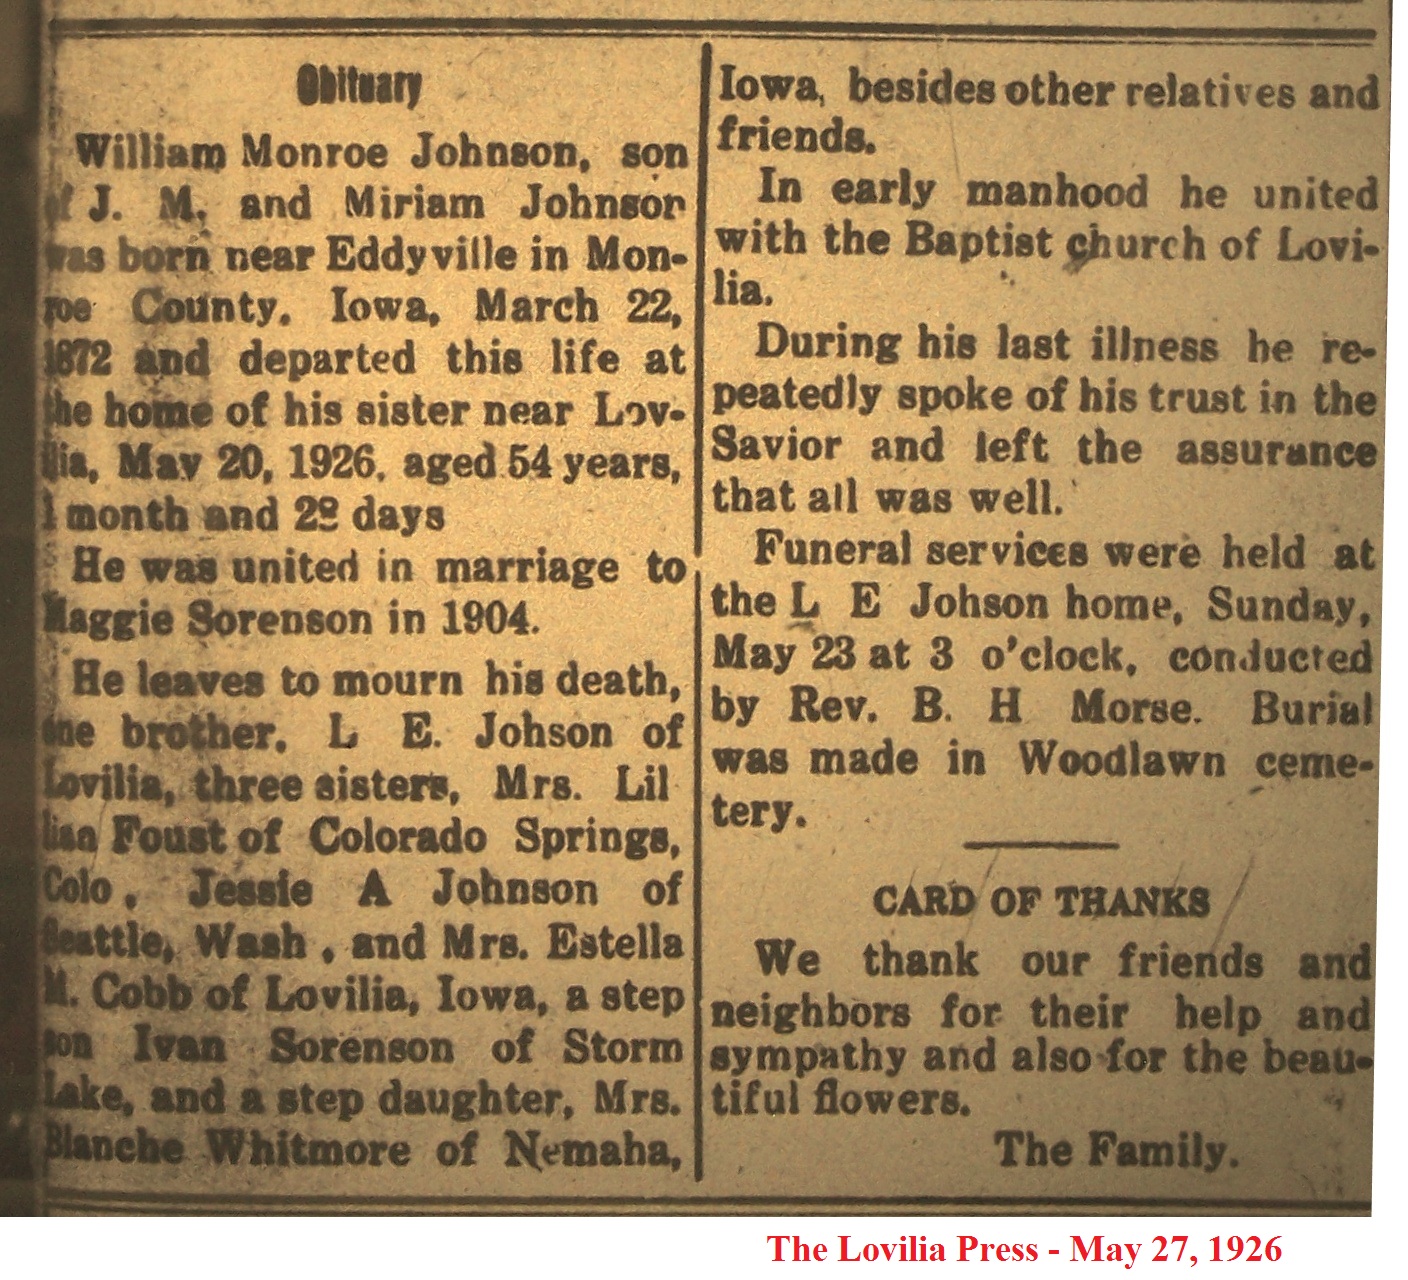 Obituary
William Monroe Johnson, son
of J. M. and Miriam Johnson
was born near Eddyville in Mon-
roe County. Iowa, March 22,
1872 and departed this life at
the home of his sister near Lov-
ilia, May 20, 1926. aged 54 years,
1 month and 28 days
He was united in marriage to
Maggie Sorenson in 1904.
He leaves to mourn his death,
one brother, L E. Johson of
Lovilia, three sisters, Mrs. Lil
lian Foust of Colorado Springs,
Colo , Jessie A Johnson of
Seattle, Wash , and Mrs. Estella
M. Cobb of Lovilia, Iowa, a step
son Ivan Sorenson of Storm
Lake, and a step daughter, Mrs.
Blanche Whitmore of Nemaha,
Iowa, besides other relatives and
friends.
In early manhood he united
with the Baptist church of Lovi-
lia.
During his last illness he re-
peatedly spoke of his trust in the
Savior and left the assurance
that all was well.
Funeral services were held at
the L E Johson home, Sunday,
May 23 at 3 o'clock, conducted
by Rev. B. H Morse. Burial
was made in Woodlawn ceme-
tery.
CARD OF THANKS
We thank our friends and
neighbors for their help and
sympathy and also for the beau-
tiful flowers.
The Family.
The Lovilia Press - May 27, 1926